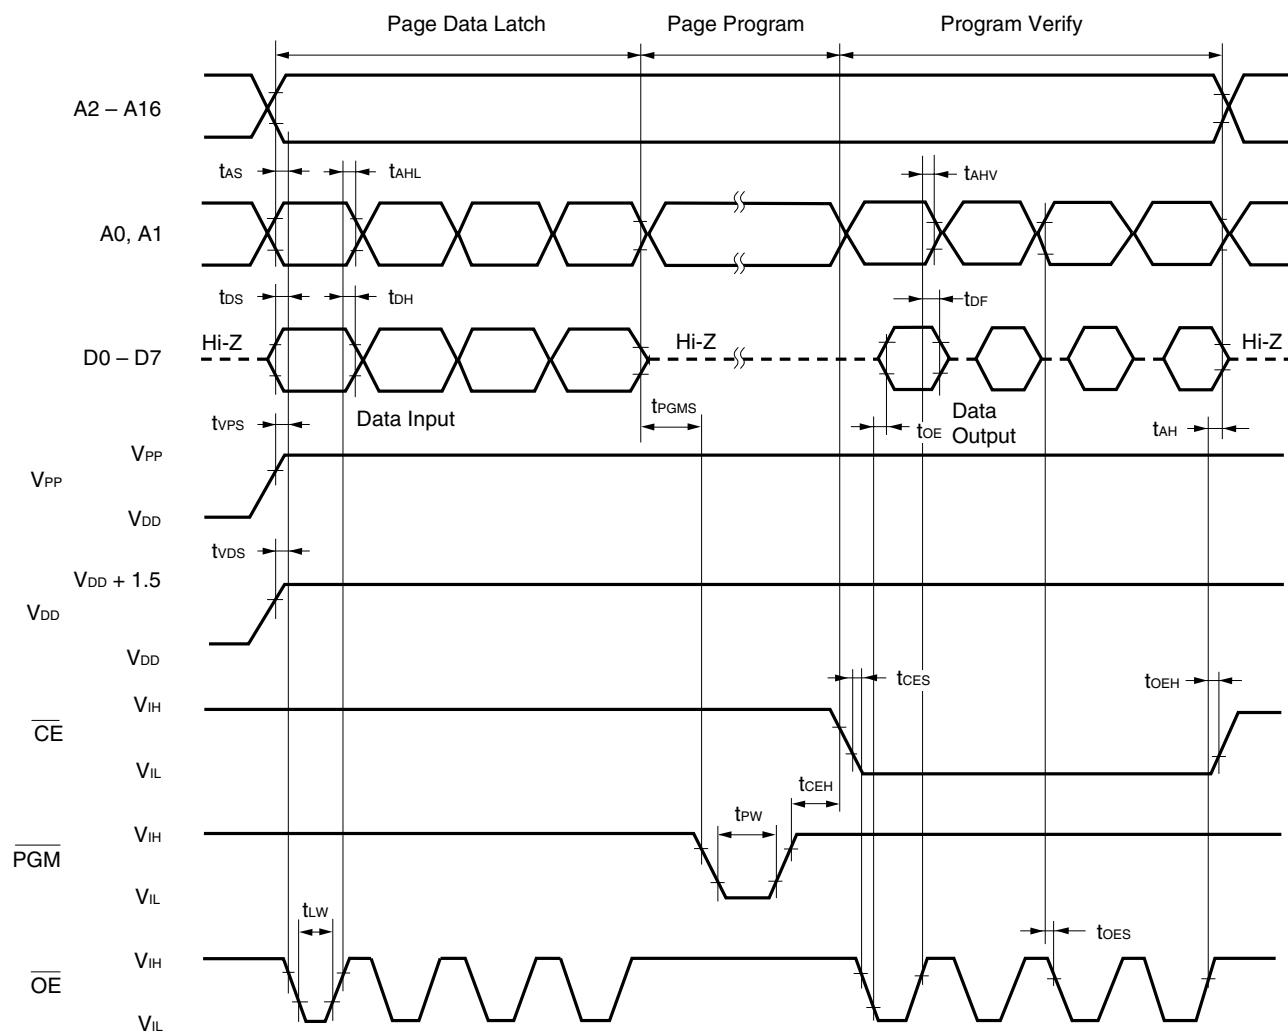 Page Data Latch Page Program Program Verify
A2 – A16
tAS tAHL tAHV
A0, A1
tDS tDH tDF
Hi-Z Hi-Z Hi-Z
D0 – D7
Data Input tPGMS Data
Output
tVPS tOE tAH
VPP
VPP
VDD
tVDS
VDD + 1.5
VDD
VDD
tCES tOEH
VIH
CE
VIL
tCEH
tPW
VIH
PGM
VIL
tLW
tOES
VIH
OE
VIL